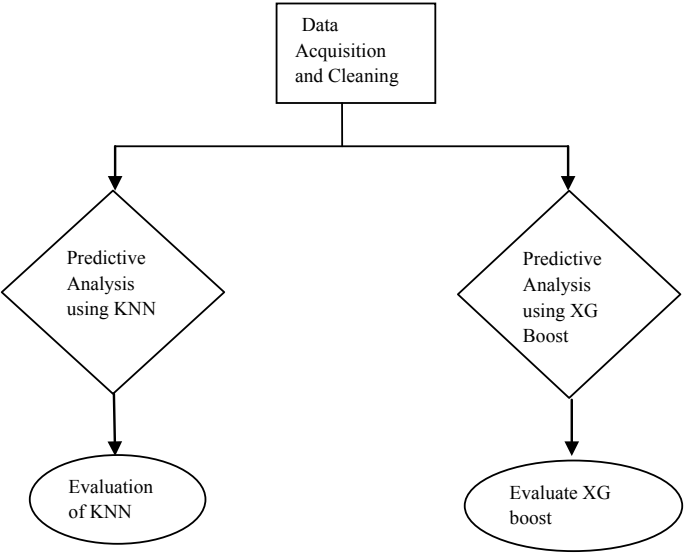 Data
Acquisition
and Cleaning
Predictive
Analysis
using KNN
Predictive
Analysis
using XG
Boost
Evaluation
of KNN
Evaluate XG
boost